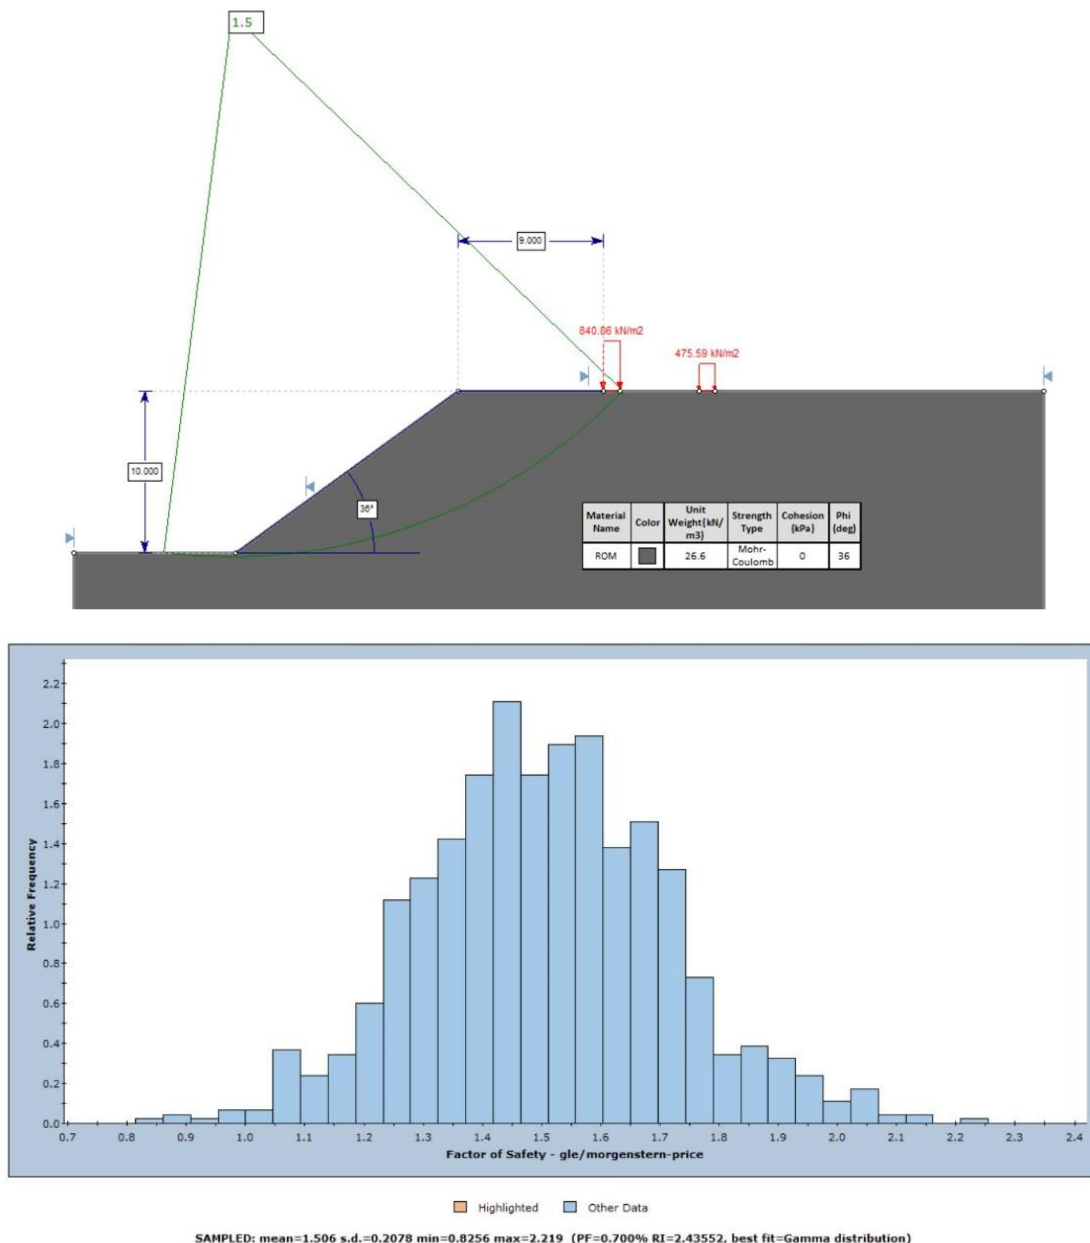 1.5
9.000
840.86 kN/m2
475.59 kN/m2
10.000
36°
Material Name Color Unit Weight(kN/m3) Strength Type Cohesion (kPa) Phi (deg)
ROM 26.6 Mohr-Coulomb 0 36
2.2
2.0
1.8
1.6
1.4
1.2
1.0
0.8
0.6
0.4
0.2
0.0
Relative Frequency
0.7 0.8 0.9 1.0 1.1 1.2 1.3 1.4 1.5 1.6 1.7 1.8 1.9 2.0 2.1 2.2 2.3 2.4
Factor of Safety - gle/morgenstern-price
Highlighted Other Data
SAMPLED: mean=1.506 s.d.=0.2078 min=0.8256 max=2.219 (PF=0.700% RI=2.43552, best fit=Gamma distribution)